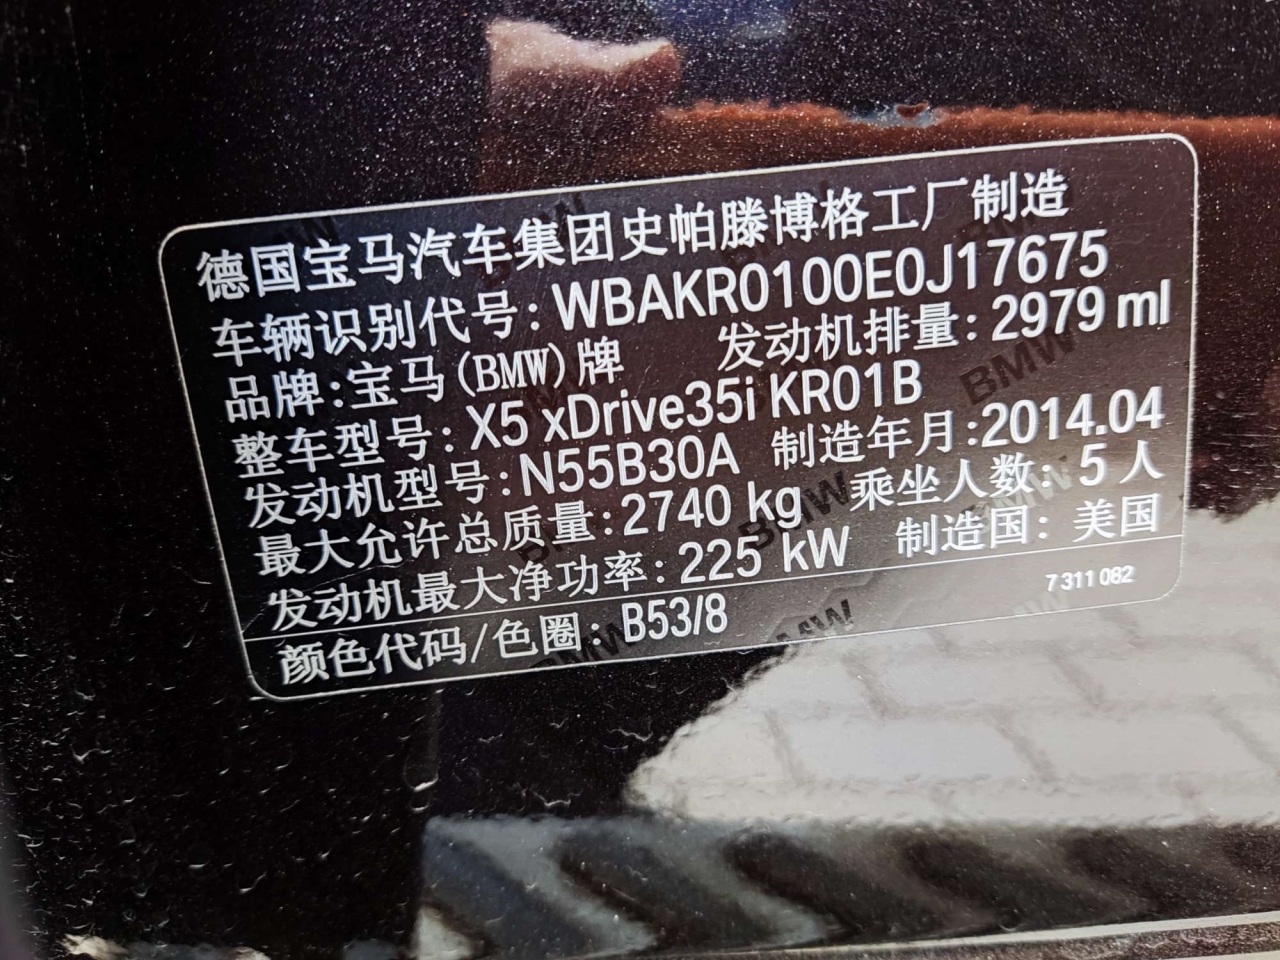 德国宝马汽车集团史帕滕博格工厂制造
车辆识别代号：WBAKR0100E0J17675
品牌：宝马(BMW)牌 发动机排量：2979 ml
整车型号：X5 xDrive35i KR01B
发动机型号：N55B30A 制造年月：2014.04
最大允许总质量：2740 kg 乘坐人数：5 人
发动机最大净功率：225 kW 制造国：美国
7 311 082
颜色代码/色圈：B53/8